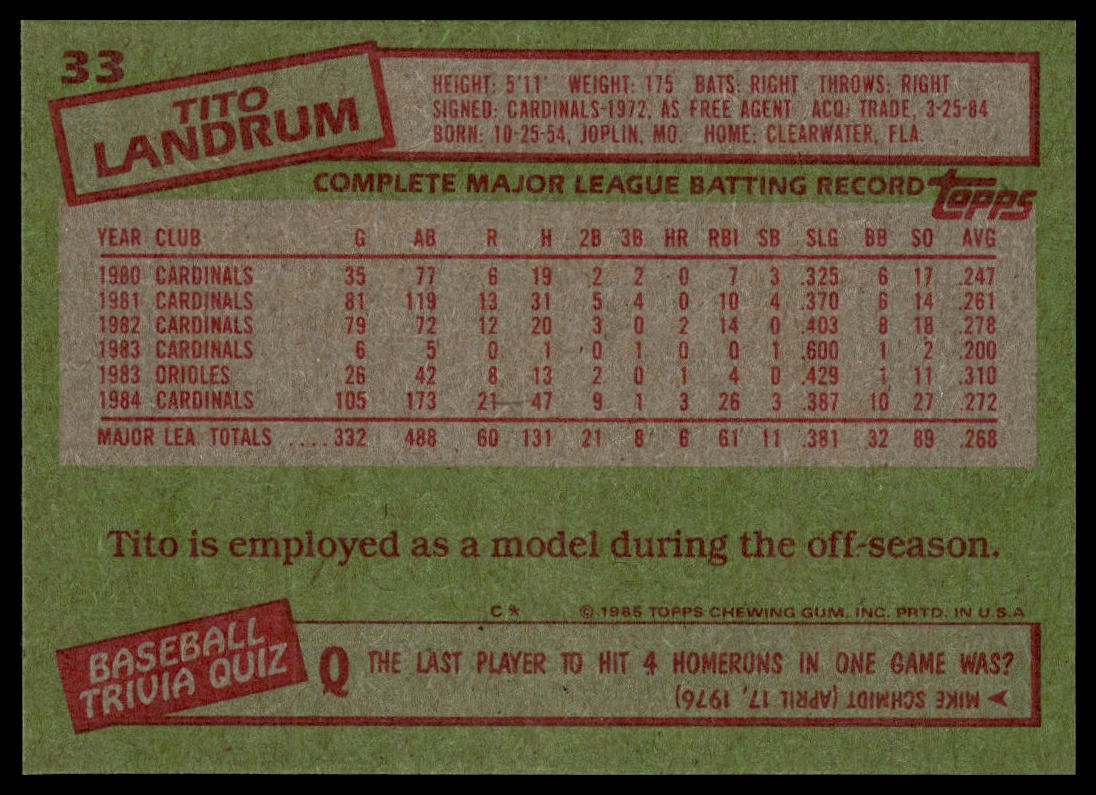 33
TITO
LANDRUM
HEIGHT: 5'11" WEIGHT: 175 BATS: RIGHT THROWS: RIGHT
SIGNED: CARDINALS-1972, AS FREE AGENT ACQ: TRADE, 3-25-84
BORN: 10-25-54, JOPLIN, MO. HOME: CLEARWATER, FLA.
COMPLETE MAJOR LEAGUE BATTING RECORD topps
YEAR CLUB G AB R H 2B 3B HR RBI SB SLG BB SO AVG
1980 CARDINALS 35 77 6 19 2 2 0 7 3 .325 6 17 .247
1981 CARDINALS 81 119 13 31 5 4 0 10 4 .370 6 14 .261
1982 CARDINALS 79 72 12 20 3 0 2 14 0 .403 8 18 .278
1983 CARDINALS 6 5 0 1 0 1 0 0 1 .600 1 2 .200
1983 ORIOLES 26 42 8 13 2 0 1 4 0 .429 1 11 .310
1984 CARDINALS 105 173 21 47 9 1 3 26 3 .387 10 27 .272
MAJOR LEA. TOTALS ....332 488 60 131 21 8 6 61 11 .381 32 89 .268
Tito is employed as a model during the off-season.
C* © 1985 TOPPS CHEWING GUM, INC. PRTD. IN U.S.A.
BASEBALL
TRIVIA QUIZ
Q THE LAST PLAYER TO HIT 4 HOMERUNS IN ONE GAME WAS?
MIKE SCHMIDT (APRIL 17, 1976)